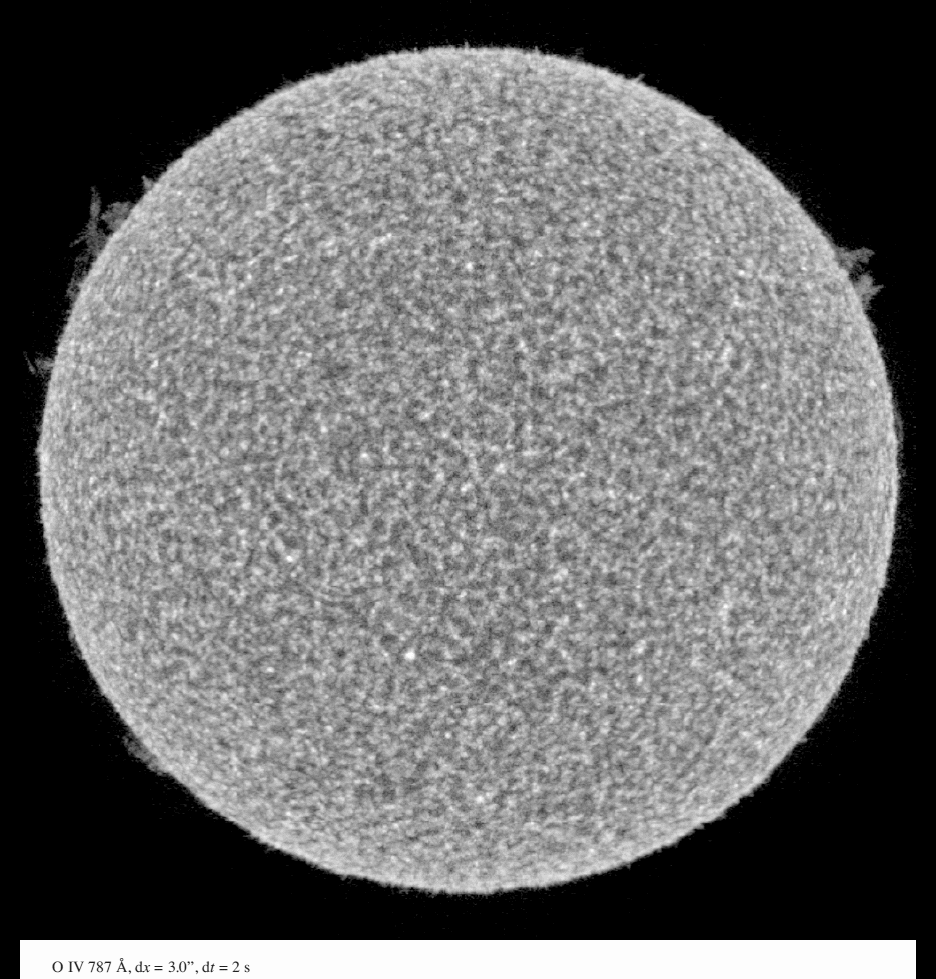 O IV 787 Å, dx = 3.0”, dt = 2 s